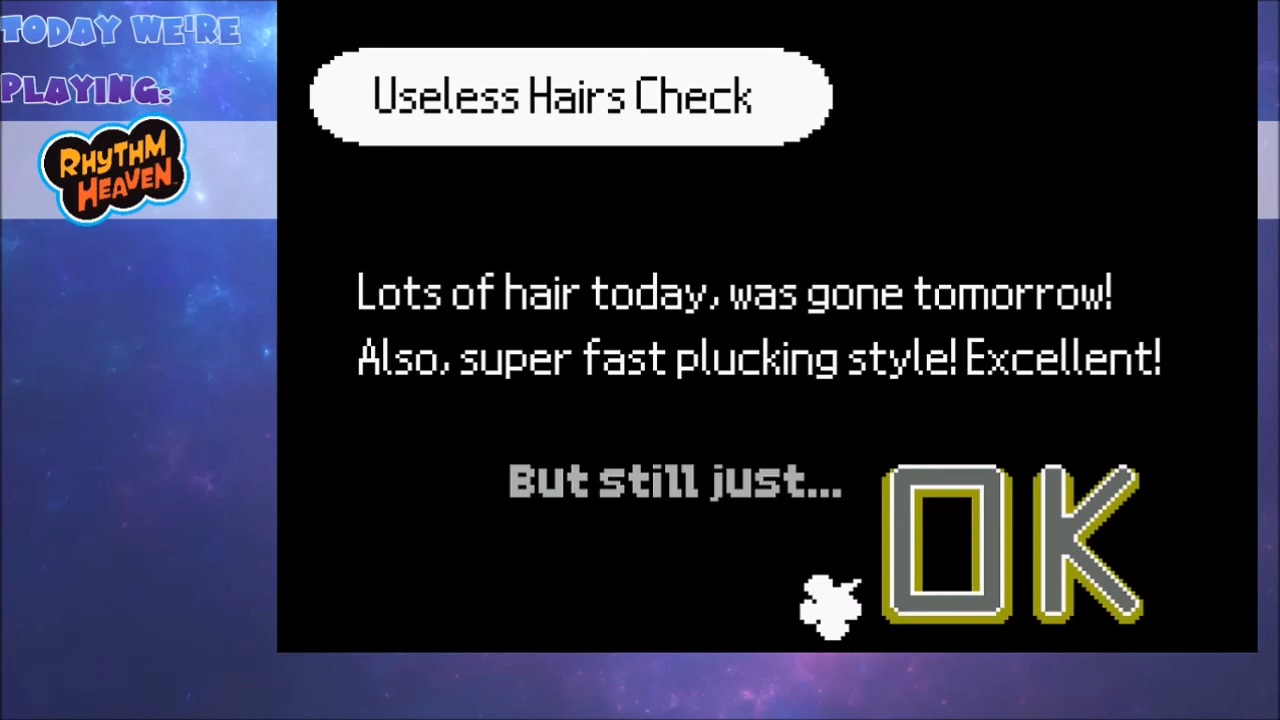 TODAY WE'RE
PLAYING:
RHYTHM
HEAVEN™
Useless Hairs Check
Lots of hair today, was gone tomorrow!
Also, super fast plucking style! Excellent!
But still just...
OK